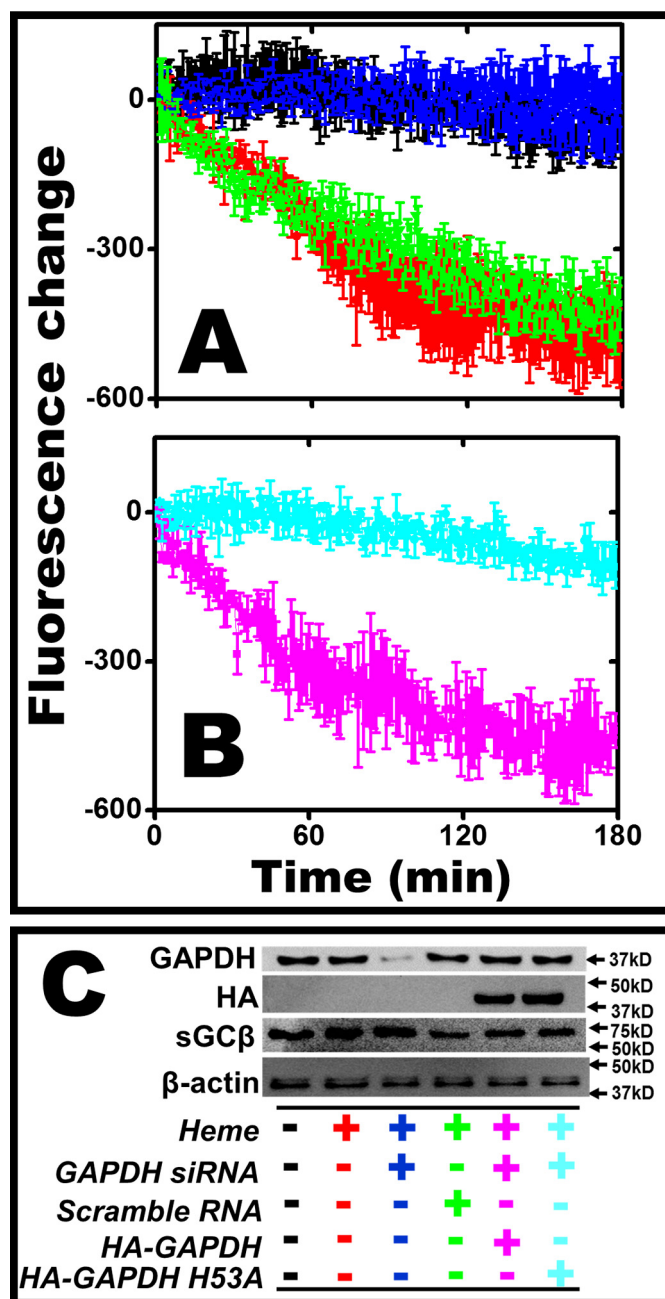 0
-300
-600
A
Fluorescence change
0
-300
-600
B
0 60 120 180
Time (min)
C
GAPDH 37kD
HA 50kD
37kD
sGCβ 75kD
50kD
β-actin 50kD
37kD
Heme - + + + + +
GAPDH siRNA - - + - + +
Scramble RNA - - - + - -
HA-GAPDH - - - - + -
HA-GAPDH H53A - - - - - +